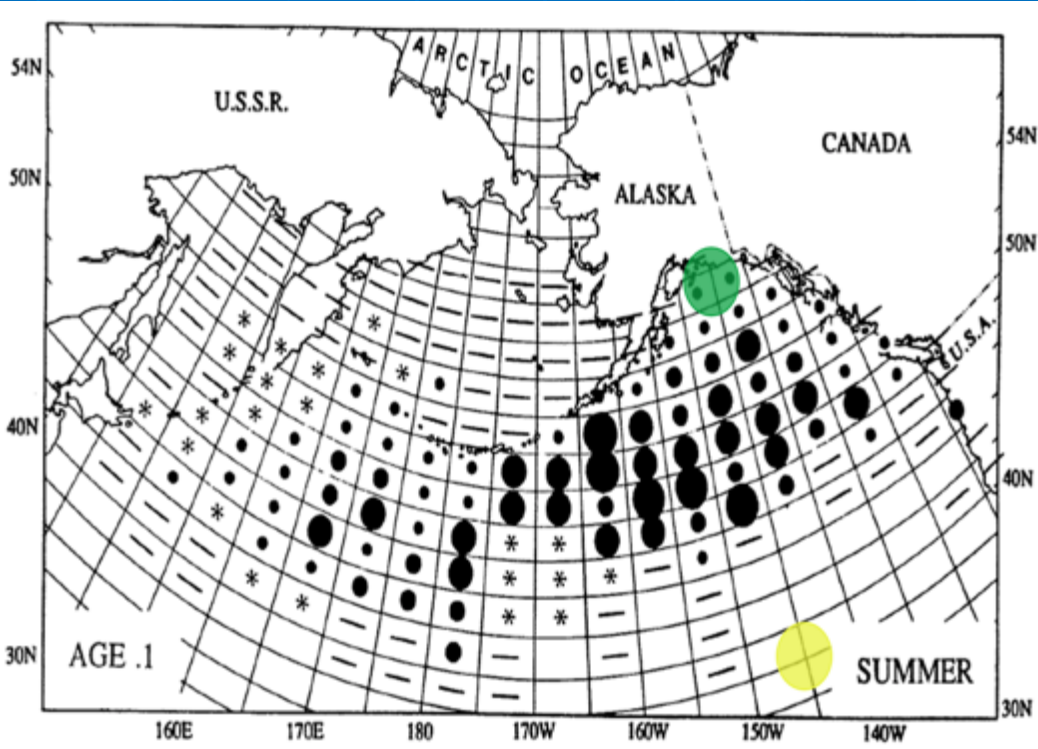 ARCTIC OCEAN
54N
U.S.S.R.
CANADA
54N
50N
ALASKA
50N
U.S.A.
40N
40N
30N
AGE .1
SUMMER
30N
160E 170E 180 170W 160W 150W 140W